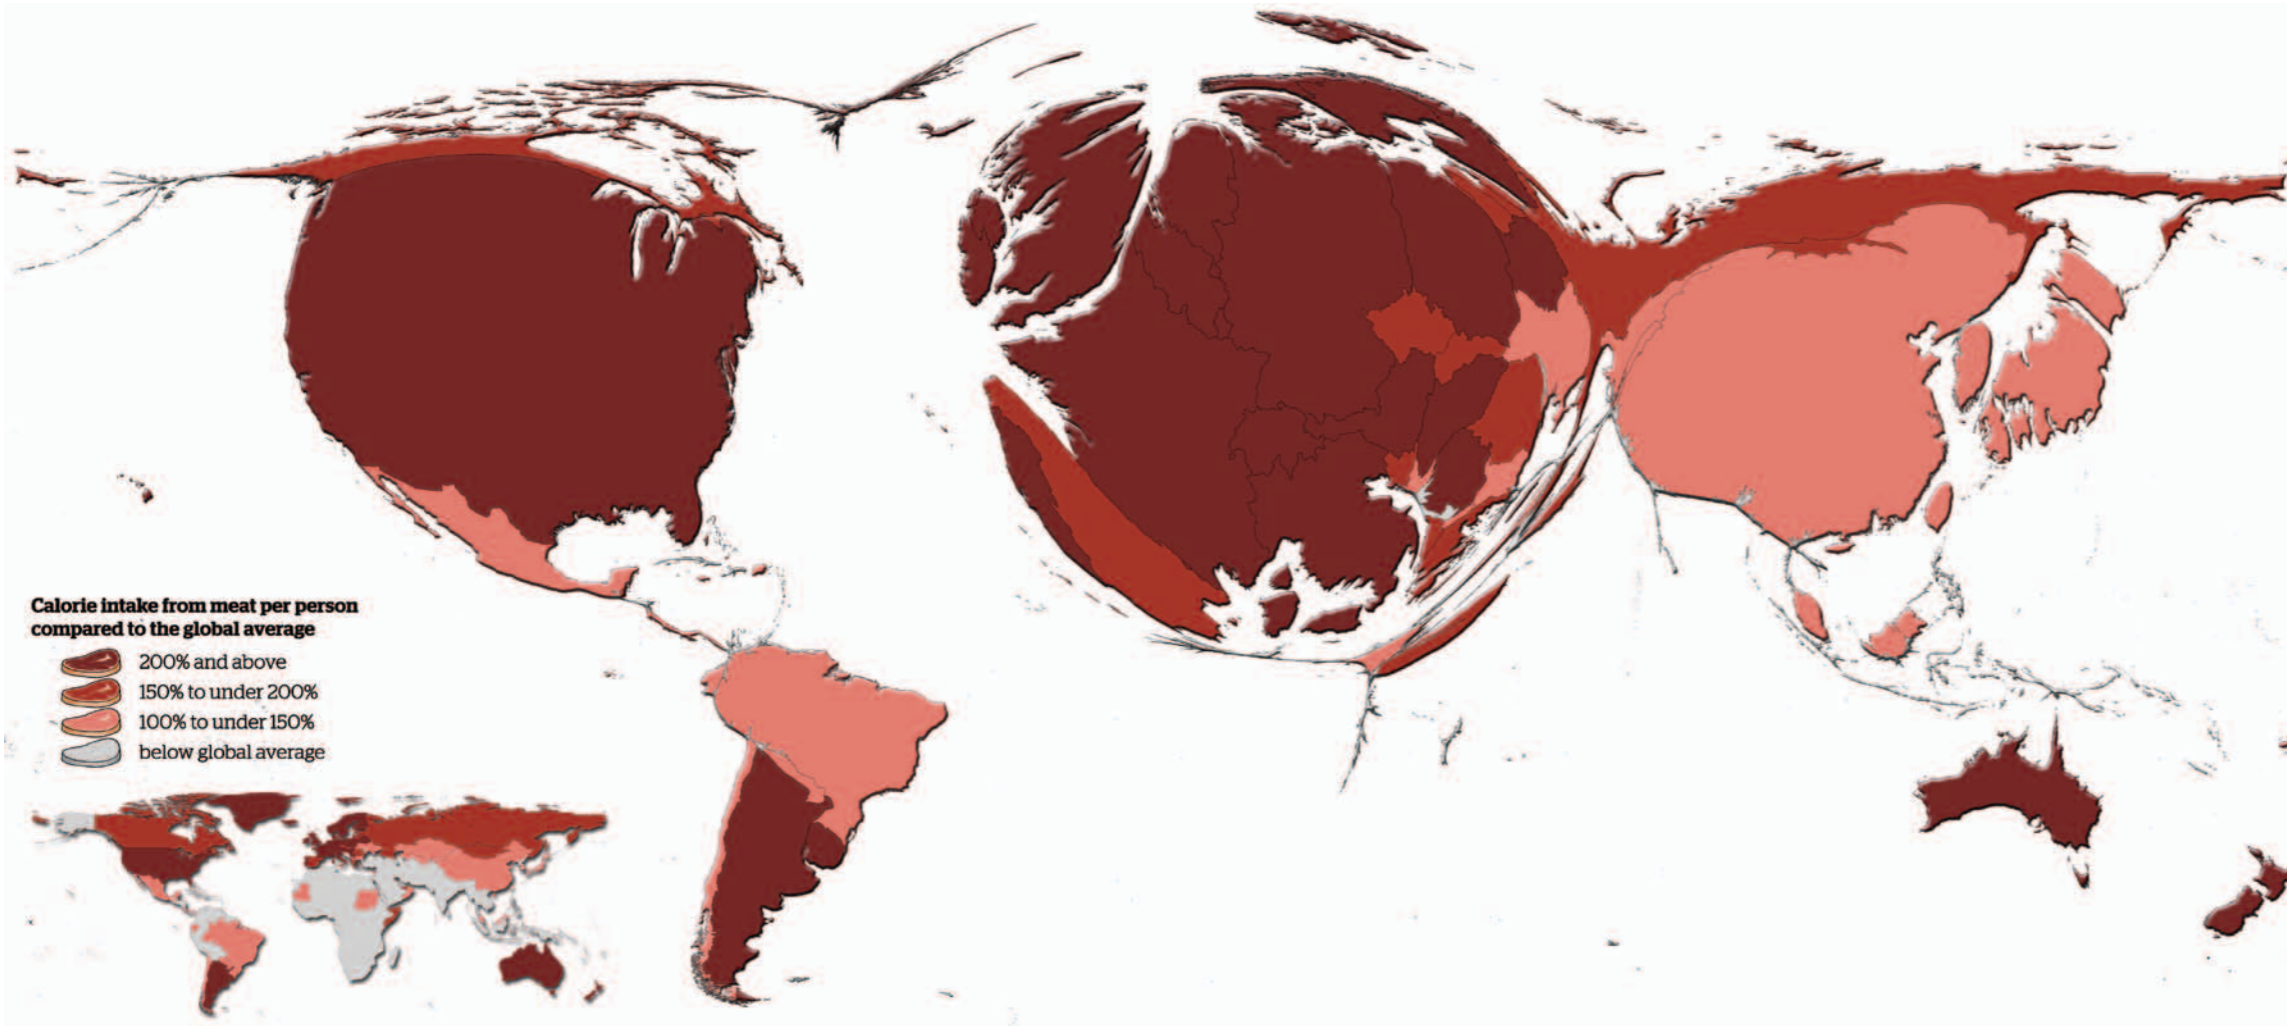 Calorie intake from meat per person
compared to the global average
200% and above
150% to under 200%
100% to under 150%
below global average